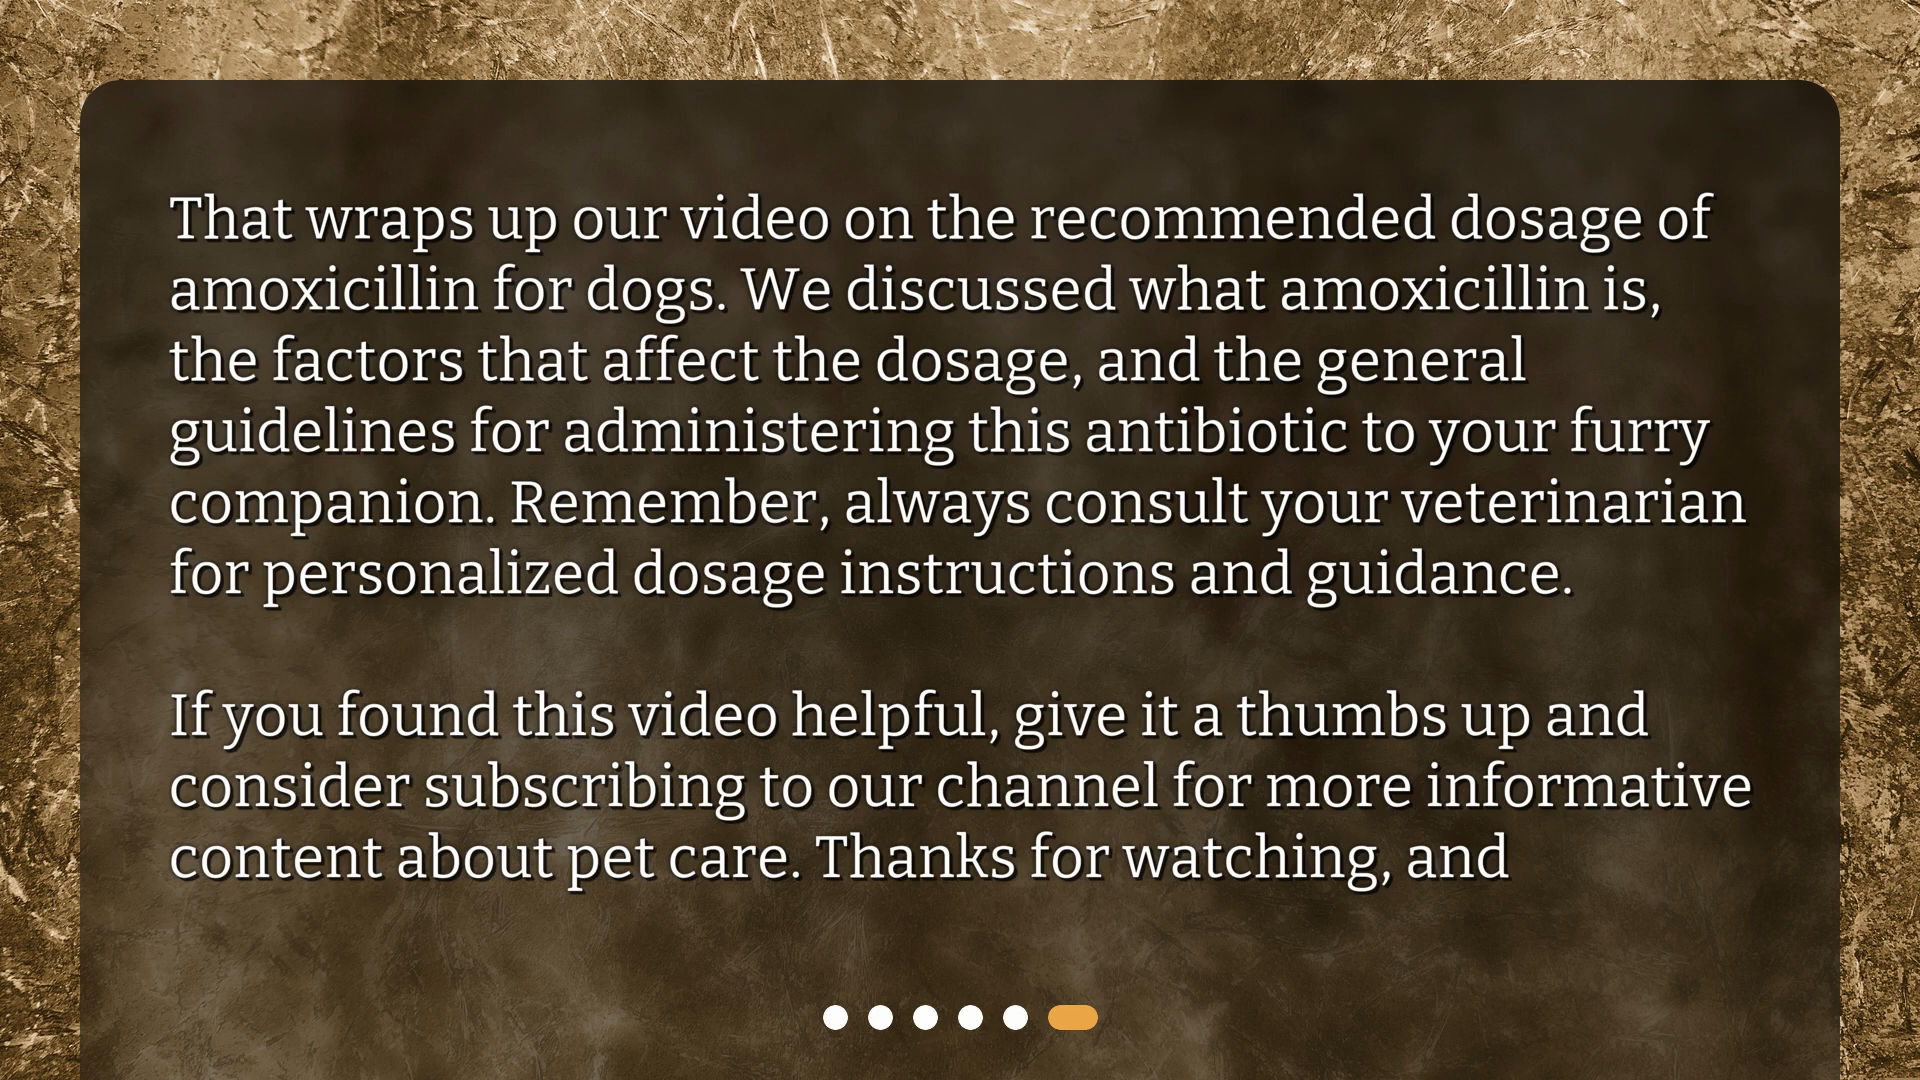 That wraps up our video on the recommended dosage of
amoxicillin for dogs. We discussed what amoxicillin is,
the factors that affect the dosage, and the general
guidelines for administering this antibiotic to your furry
companion. Remember, always consult your veterinarian
for personalized dosage instructions and guidance.
If you found this video helpful, give it a thumbs up and
consider subscribing to our channel for more informative
content about pet care. Thanks for watching, and